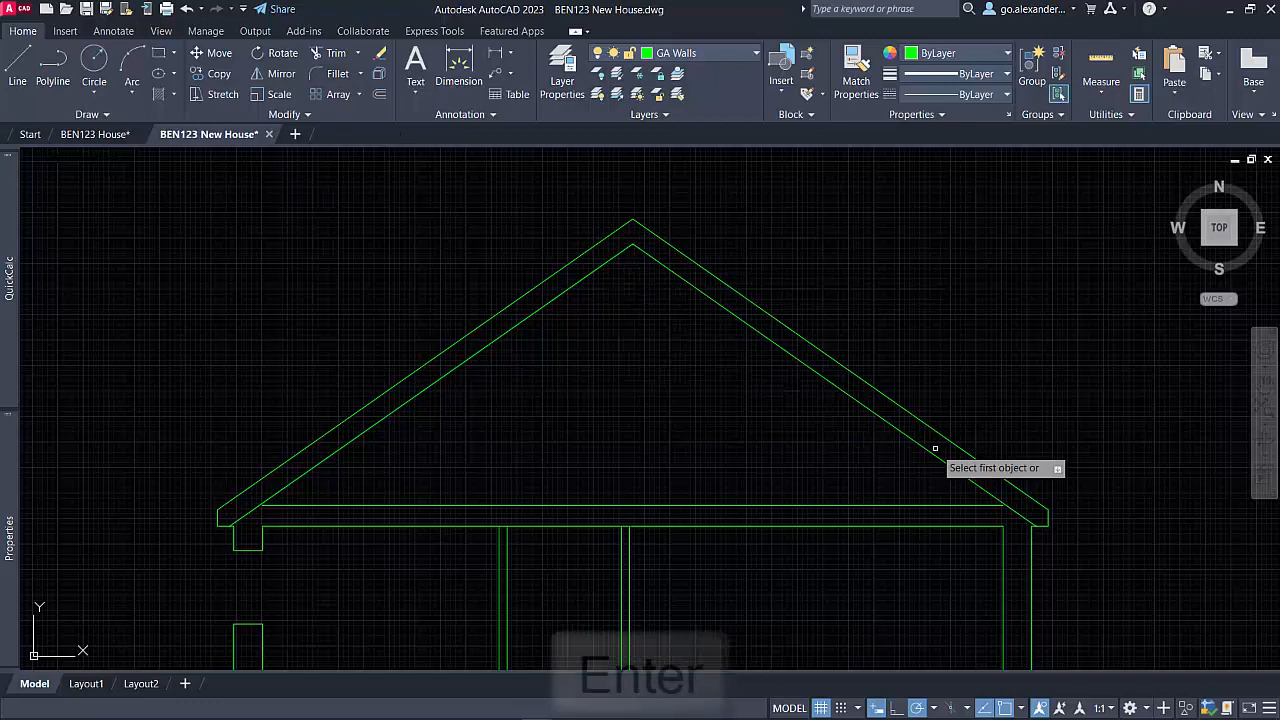 CAD
Share
Autodesk AutoCAD 2023 BEN123 New House.dwg
Type a keyword or phrase
go.alexander...
Home Insert Annotate View Manage Output Add-ins Collaborate Express Tools Featured Apps
Line
Polyline
Circle
Arc
Draw
Move
Rotate
Trim
Copy
Mirror
Fillet
Stretch
Scale
Array
Modify
Text
Dimension
Table
Annotation
Layer
Properties
GA Walls
Layers
Insert
Block
Match
Properties
ByLayer
ByLayer
ByLayer
Properties
Group
Groups
Measure
Utilities
Paste
Clipboard
Base
View
Start BEN123 House* BEN123 New House*
QuickCalc
Properties
N
W TOP E
S
WCS
Select first object or
Y
X
Enter
Model Layout1 Layout2
MODEL 1:1